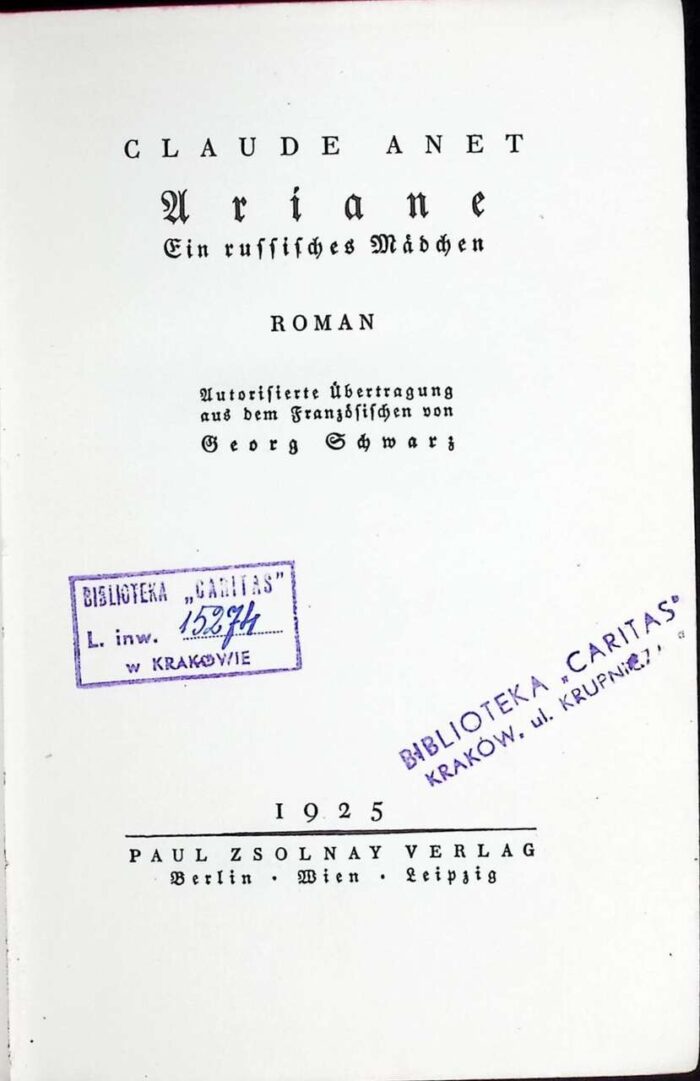 CLAUDE ANET
Ariane
Ein russisches Mädchen
ROMAN
Autorisierte Übertragung
aus dem Französischen von
Georg Schwarz
BIBLIOTEKA „CARITAS”
L. inw. 15274
w KRAKOWIE
BIBLIOTEKA „CARITAS”
KRAKÓW, ul. KRUPNICZA
1925
PAUL ZSOLNAY VERLAG
Berlin · Wien · Leipzig